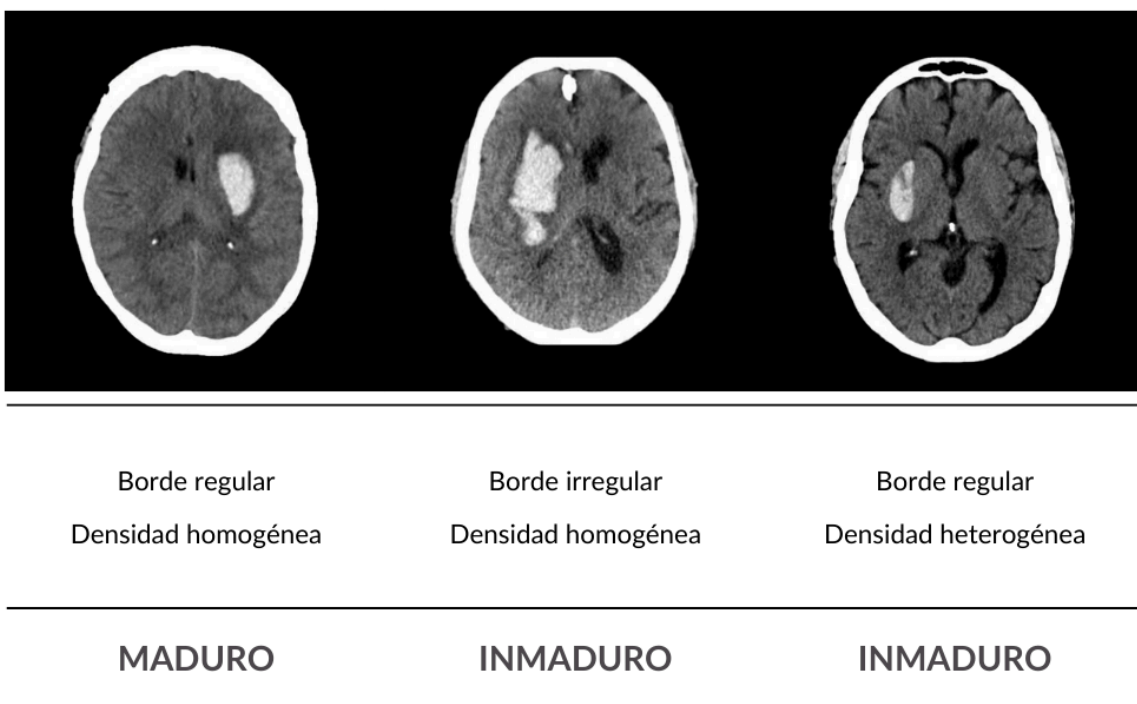 Borde regular
Densidad homogénea
MADURO
Borde irregular
Densidad homogénea
INMADURO
Borde regular
Densidad heterogénea
INMADURO